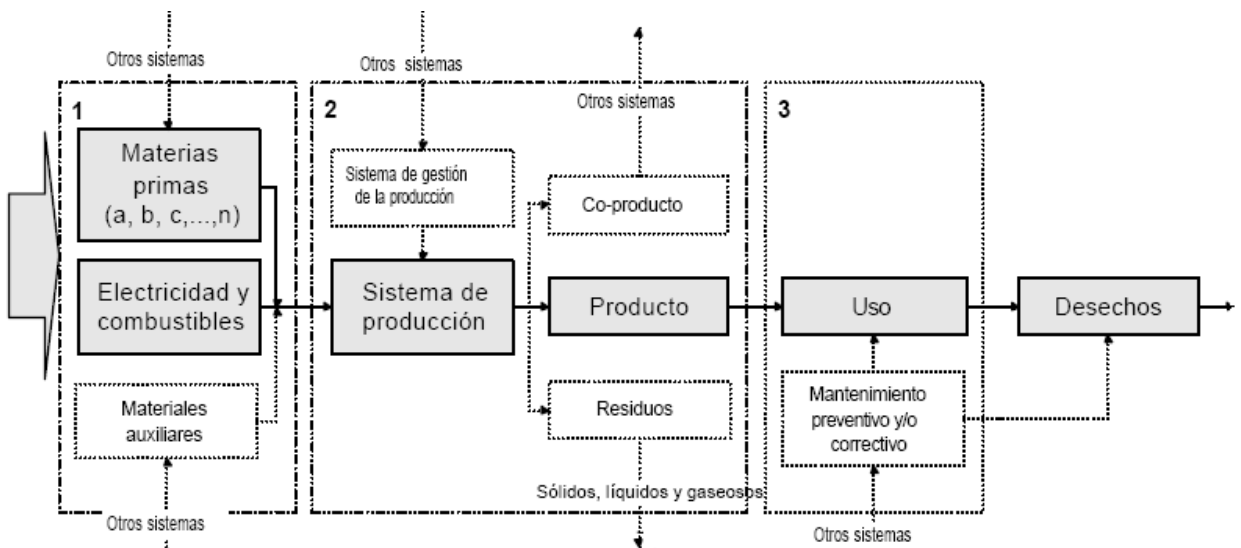 Otros sistemas
Otros sistemas
Otros sistemas
1
Materias
primas
(a, b, c,...,n)
Electricidad y
combustibles
Materiales
auxiliares
Otros sistemas
2
Sistema de gestión
de la producción
Sistema de
producción
Co-producto
Producto
Residuos
Sólidos, líquidos y gaseosos
3
Uso
Mantenimiento
preventivo y/o
correctivo
Otros sistemas
Desechos